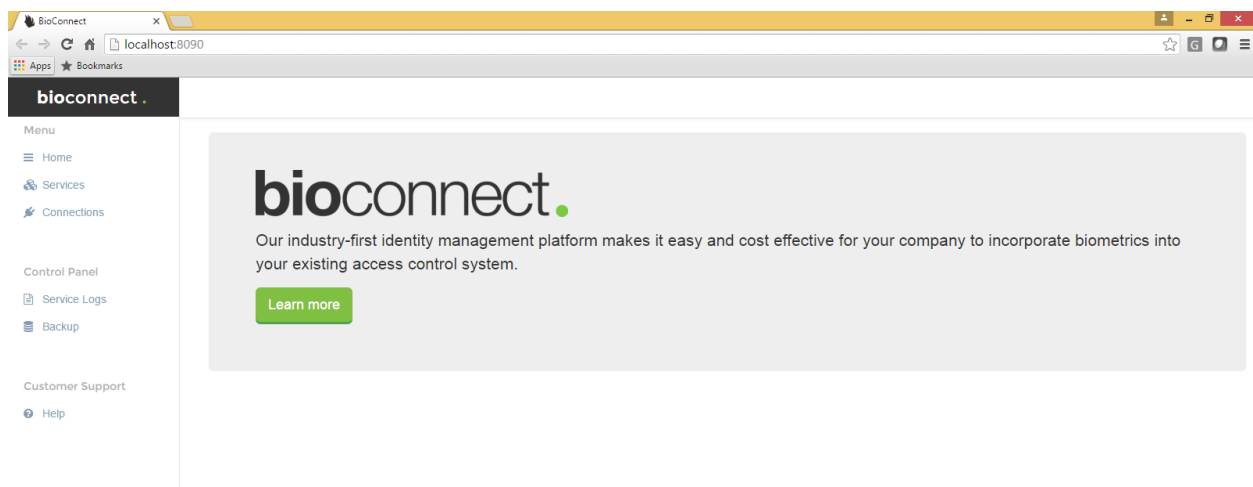 BioConnect
localhost:8090
Apps Bookmarks
bioconnect.
Menu
Home
Services
Connections
Control Panel
Service Logs
Backup
Customer Support
Help
bioconnect.
Our industry-first identity management platform makes it easy and cost effective for your company to incorporate biometrics into
your existing access control system.
Learn more
G